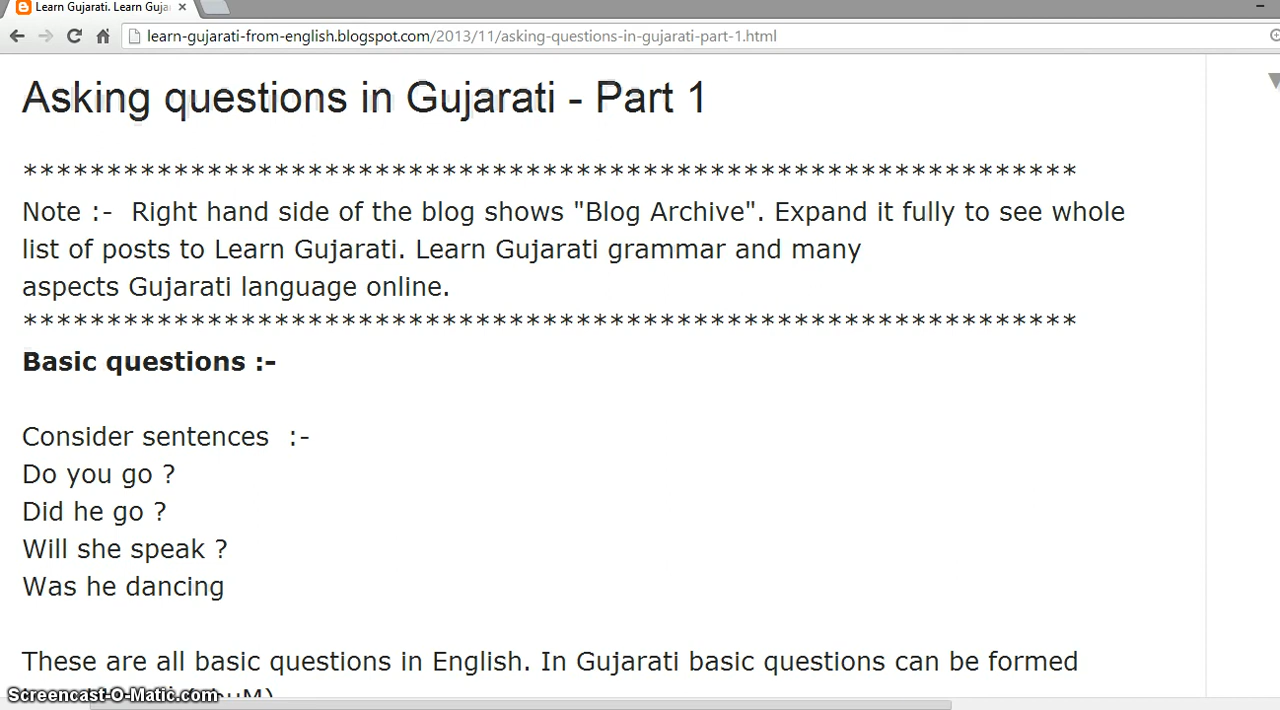 Learn Gujarati. Learn Guja
learn-gujarati-from-english.blogspot.com/2013/11/asking-questions-in-gujarati-part-1.html
Asking questions in Gujarati - Part 1
***************************************************************
Note :-  Right hand side of the blog shows "Blog Archive". Expand it fully to see whole
list of posts to Learn Gujarati. Learn Gujarati grammar and many
aspects Gujarati language online.
***************************************************************
Basic questions :-
Consider sentences  :-
Do you go ?
Did he go ?
Will she speak ?
Was he dancing
These are all basic questions in English. In Gujarati basic questions can be formed
Screencast-O-Matic.com